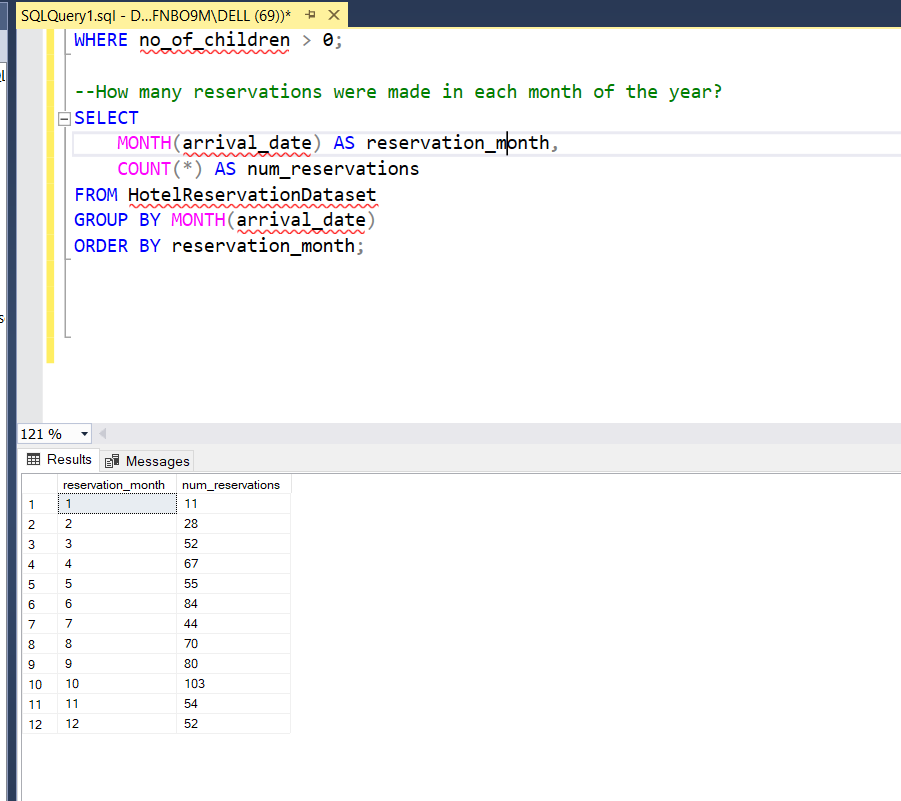 SQLQuery1.sql - D...FNBO9M\DELL (69))*
WHERE no_of_children > 0;
--How many reservations were made in each month of the year?
SELECT
MONTH(arrival_date) AS reservation_month,
COUNT(*) AS num_reservations
FROM HotelReservationDataset
GROUP BY MONTH(arrival_date)
ORDER BY reservation_month;
121 %
Results Messages
reservation_month num_reservations
1 1 11
2 2 28
3 3 52
4 4 67
5 5 55
6 6 84
7 7 44
8 8 70
9 9 80
10 10 103
11 11 54
12 12 52